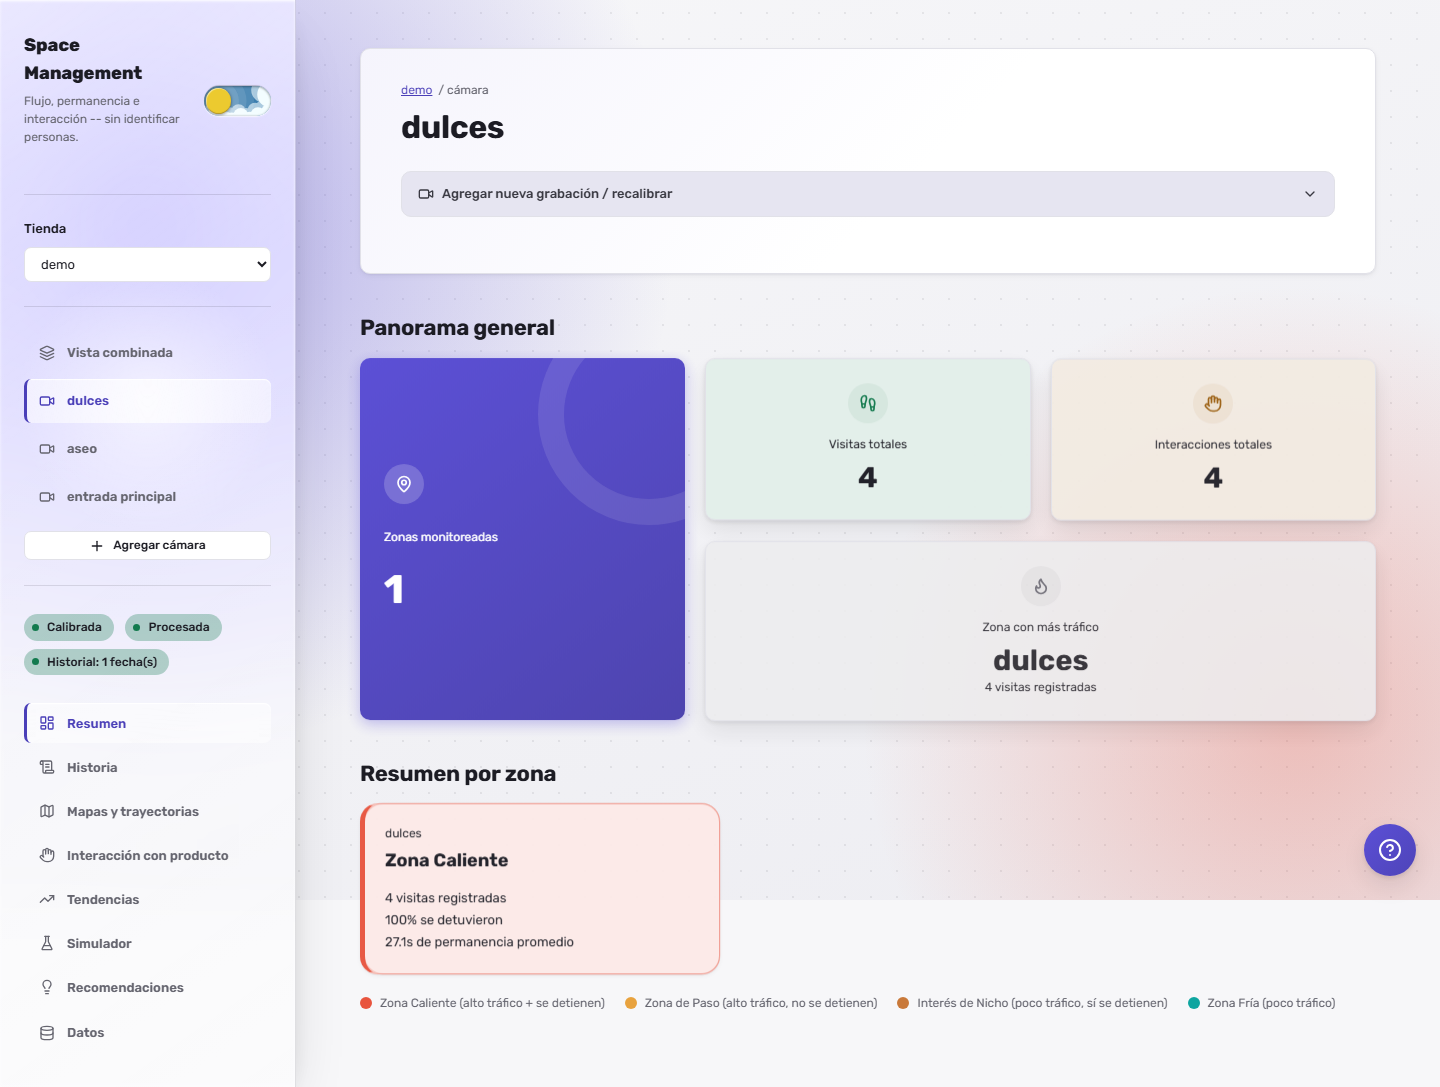 Space
Management
Flujo, permanencia e
interacción -- sin identificar
personas.
Tienda
demo
Vista combinada
dulces
aseo
entrada principal
Agregar cámara
Calibrada
Procesada
Historial: 1 fecha(s)
Resumen
Historia
Mapas y trayectorias
Interacción con producto
Tendencias
Simulador
Recomendaciones
Datos
demo / cámara
dulces
Agregar nueva grabación / recalibrar
Panorama general
Zonas monitoreadas
1
Visitas totales
4
Interacciones totales
4
Zona con más tráfico
dulces
4 visitas registradas
Resumen por zona
dulces
Zona Caliente
4 visitas registradas
100% se detuvieron
27.1s de permanencia promedio
Zona Caliente (alto tráfico + se detienen)
Zona de Paso (alto tráfico, no se detienen)
Interés de Nicho (poco tráfico, sí se detienen)
Zona Fría (poco tráfico)